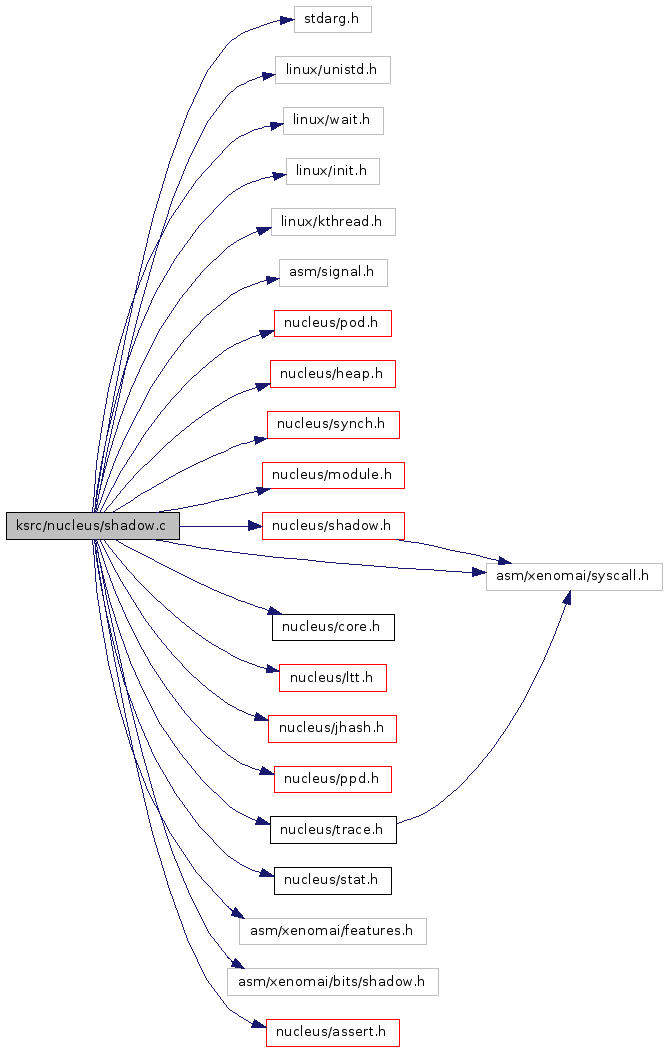 stdarg.h
linux/unistd.h
linux/wait.h
linux/init.h
linux/kthread.h
asm/signal.h
nucleus/pod.h
nucleus/heap.h
nucleus/synch.h
nucleus/module.h
ksrc/nucleus/shadow.c
nucleus/shadow.h
asm/xenomai/syscall.h
nucleus/core.h
nucleus/ltt.h
nucleus/jhash.h
nucleus/ppd.h
nucleus/trace.h
nucleus/stat.h
asm/xenomai/features.h
asm/xenomai/bits/shadow.h
nucleus/assert.h